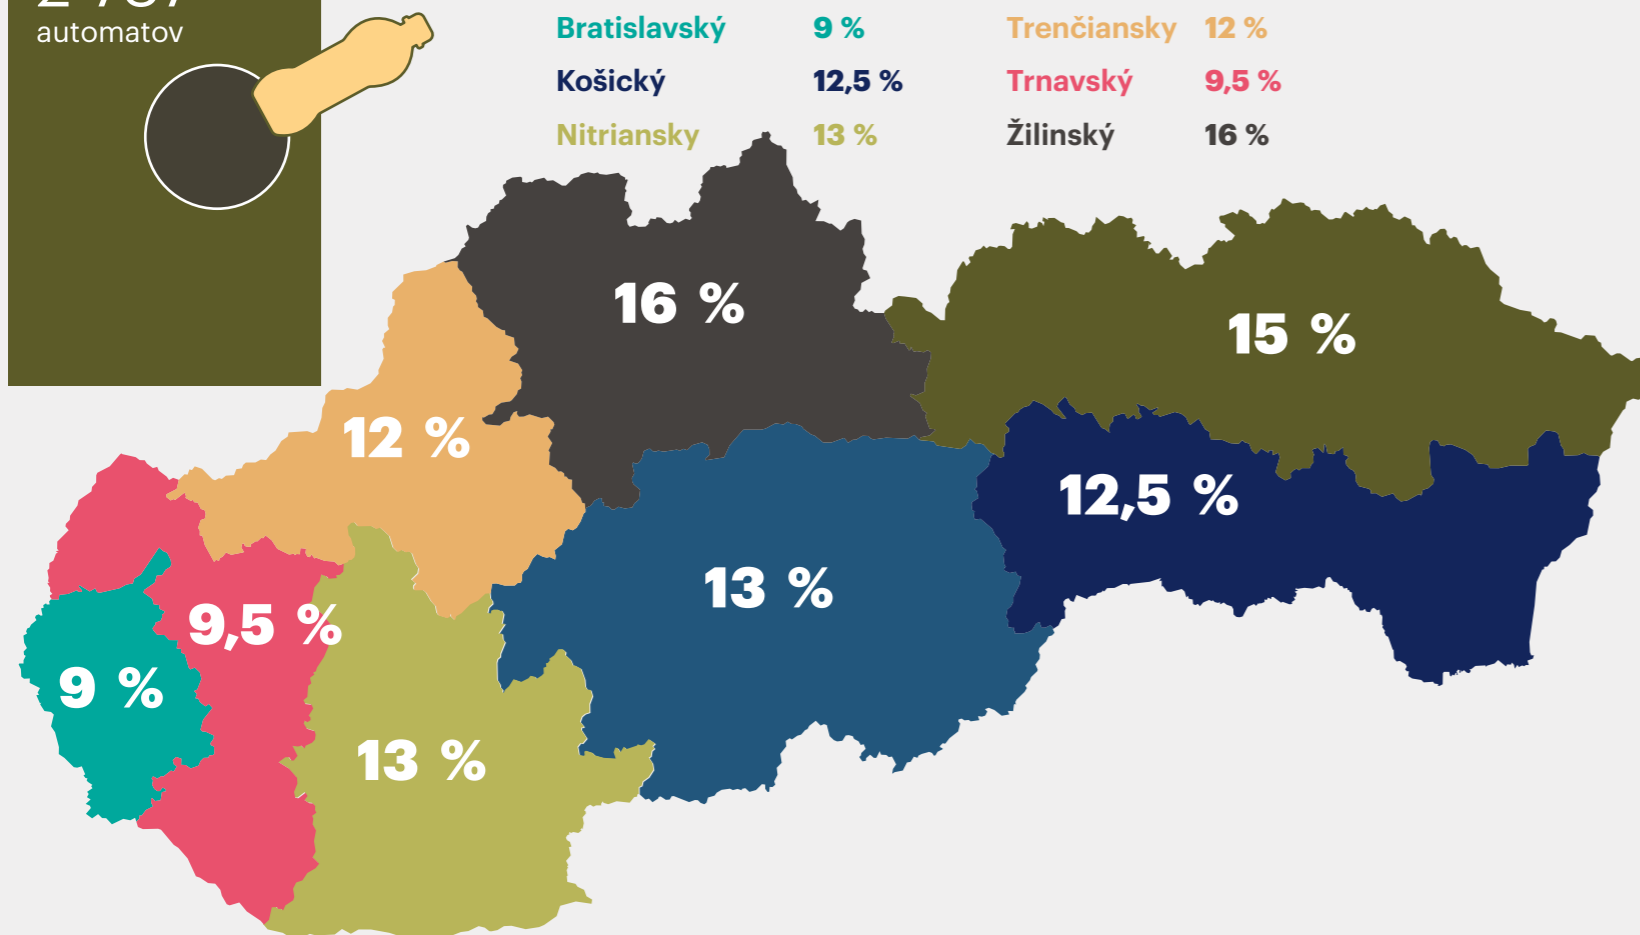 automatov
Bratislavský 9 % Trenčiansky 12 %
Košický 12,5 % Trnavský 9,5 %
Nitriansky 13 % Žilinský 16 %
16 %
15 %
12 %
12,5 %
13 %
9,5 %
9 %
13 %